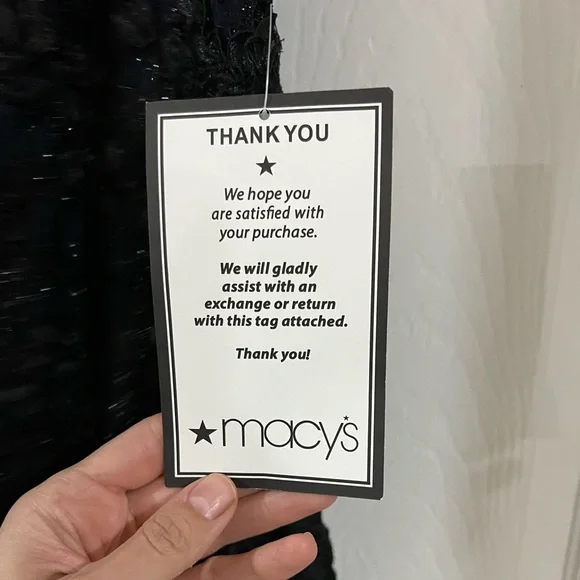 THANK YOU
We hope you
are satisfied with
your purchase.
We will gladly
assist with an
exchange or return
with this tag attached.
Thank you!
macy's